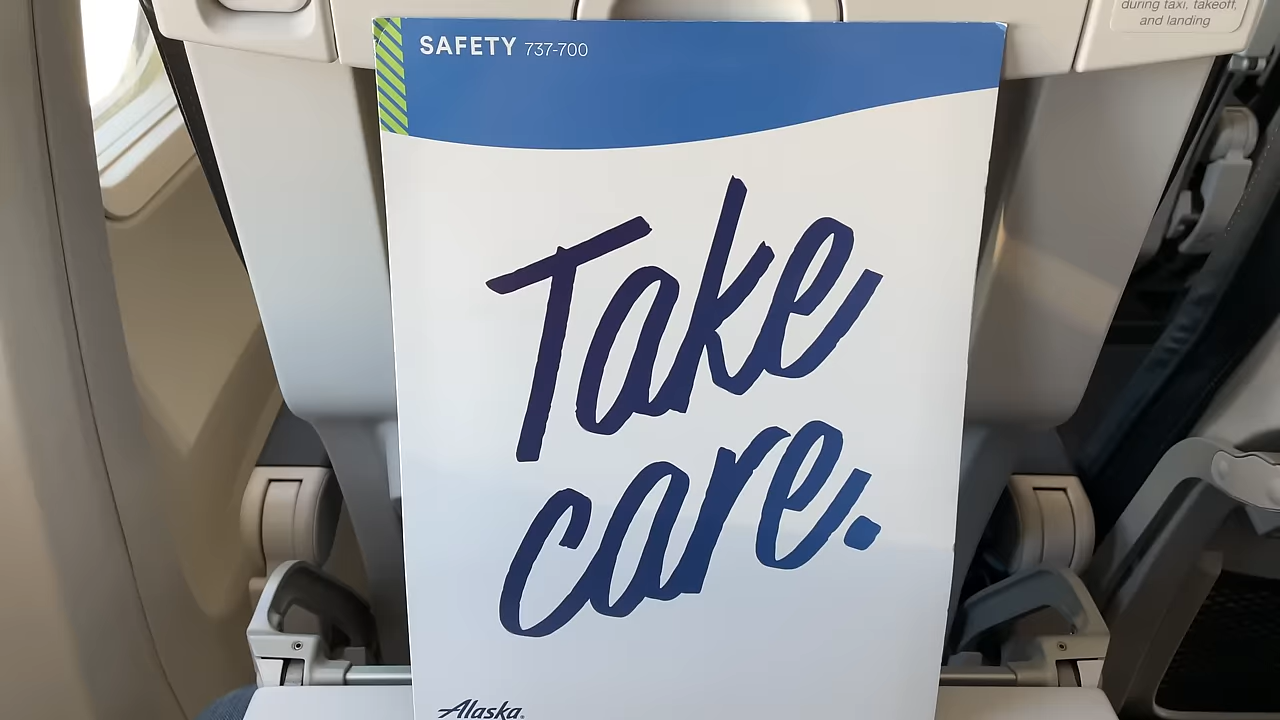 during taxi, takeoff,
and landing
SAFETY 737-700
Take
care.
Alaska